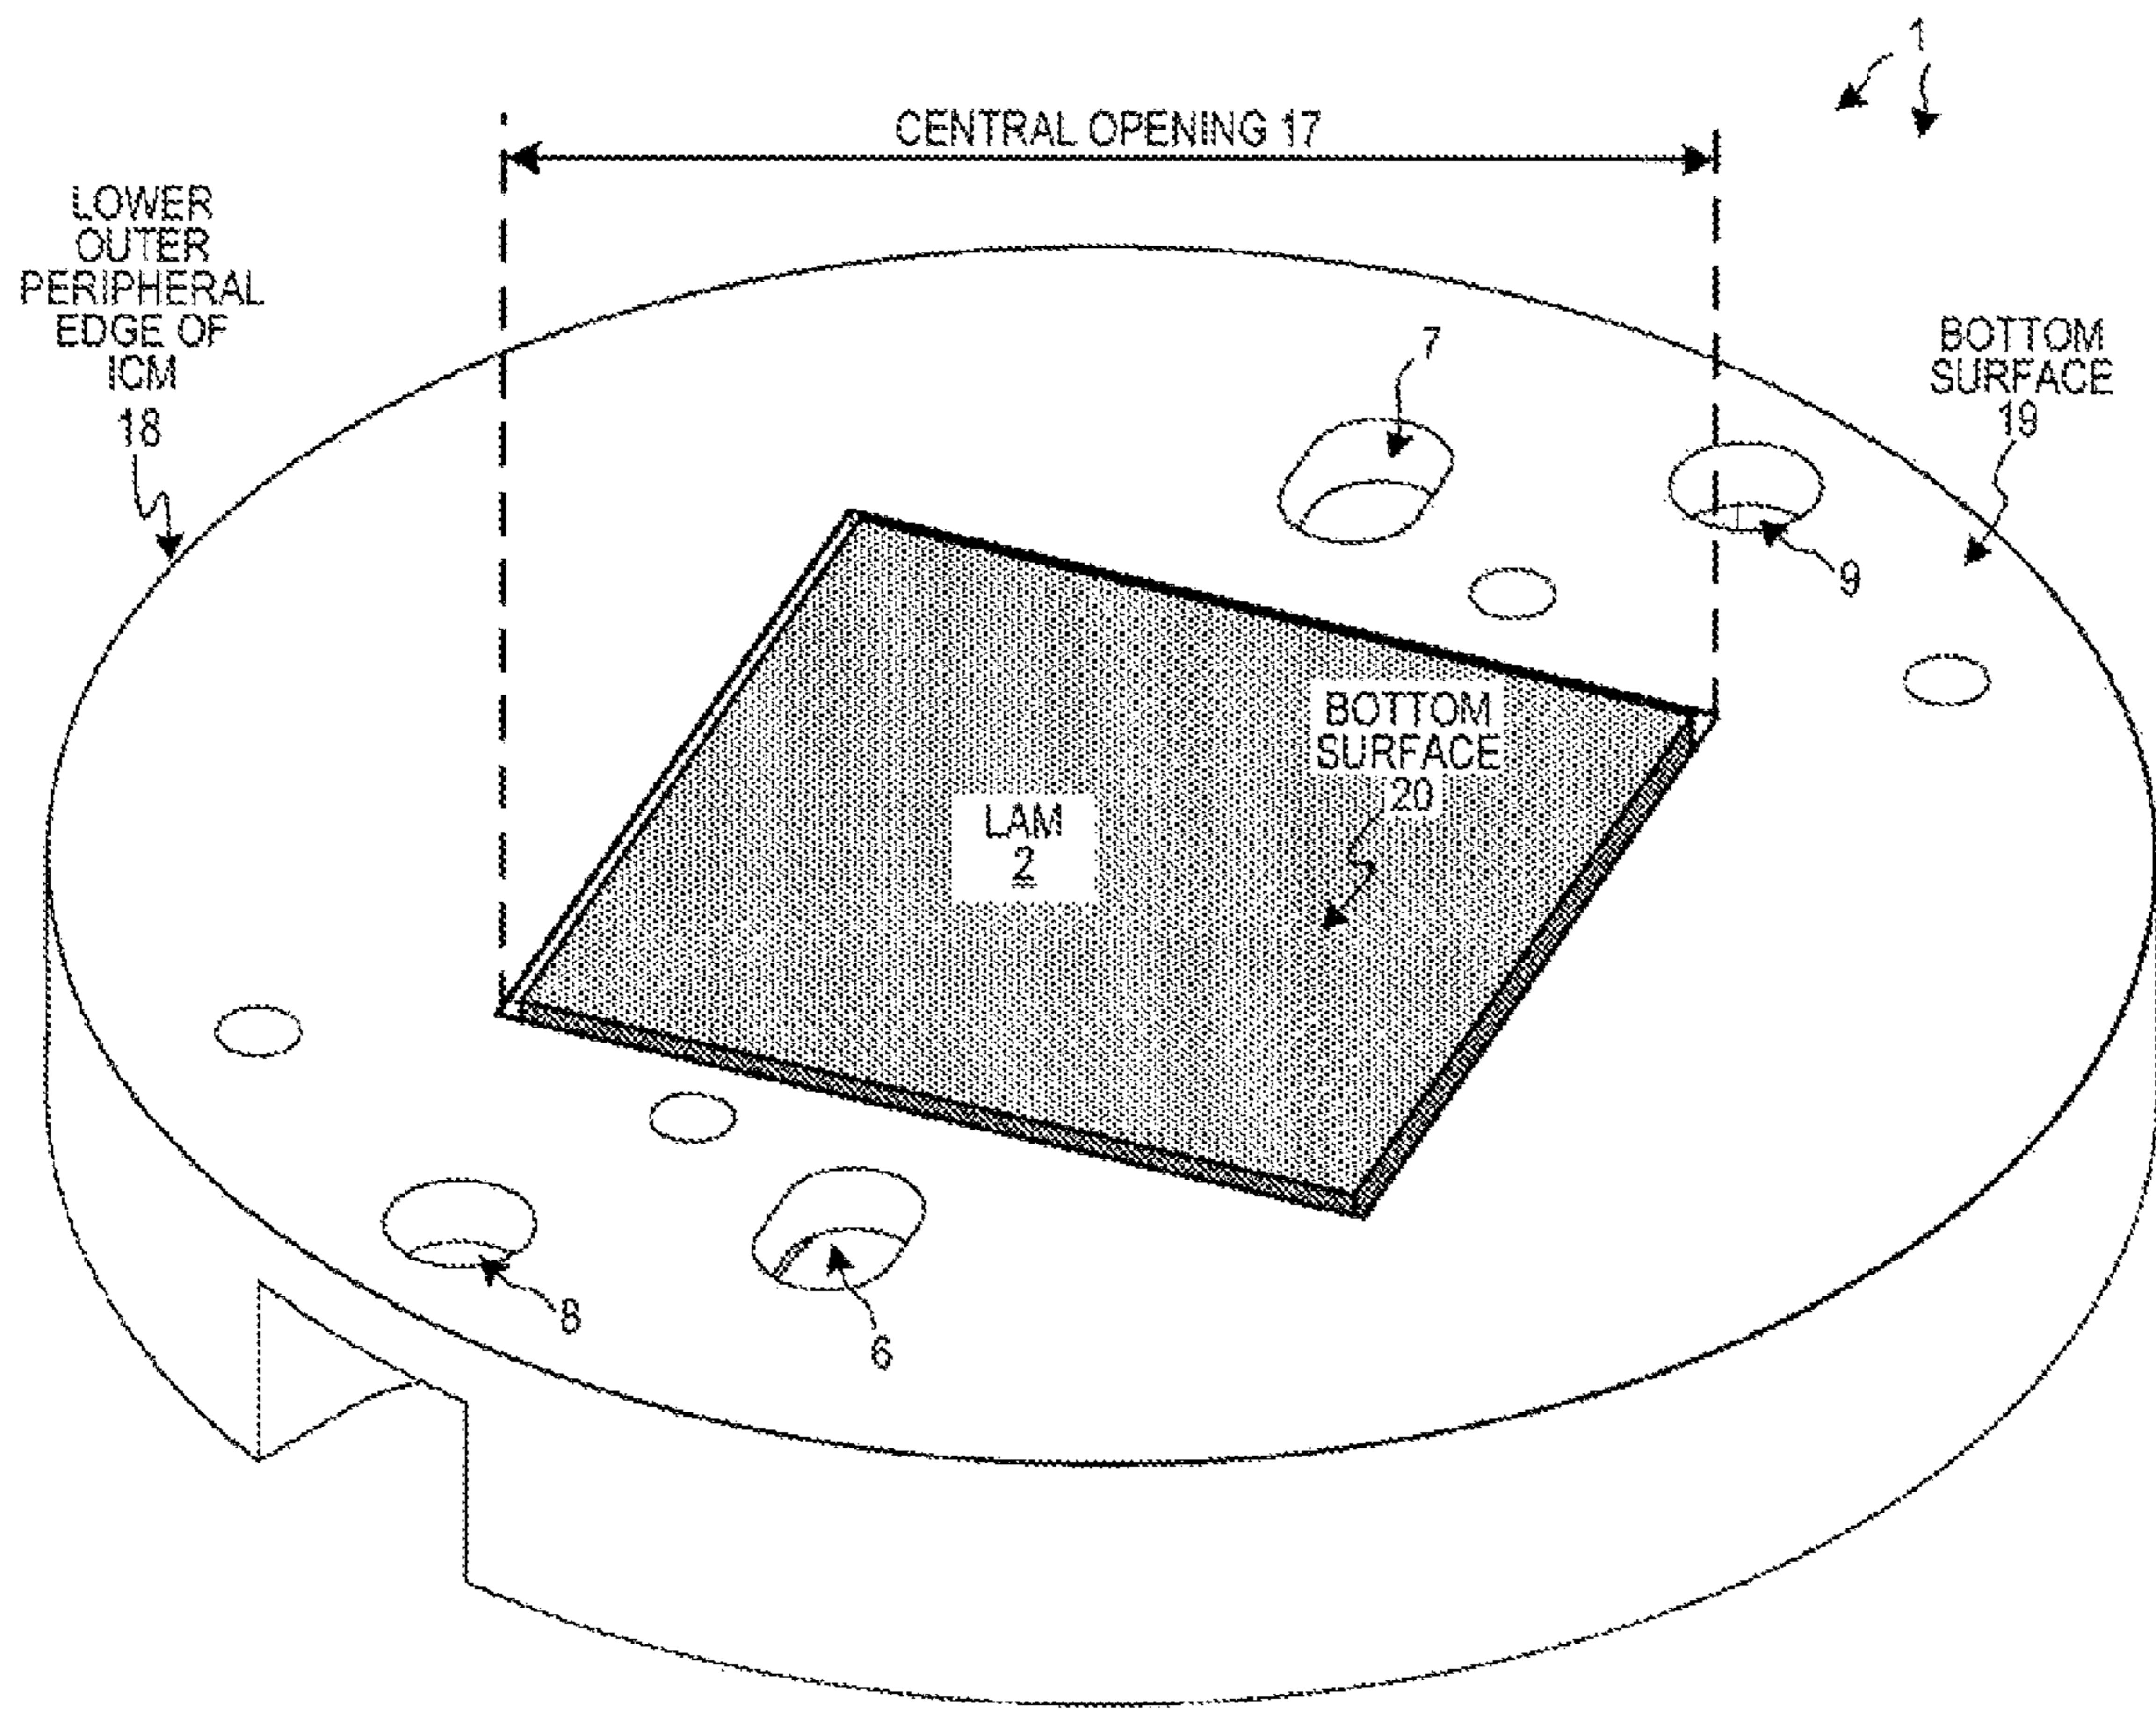 1
CENTRAL OPENING 17
LOWER
OUTER
PERIPHERAL
EDGE OF
ICM
18
BOTTOM
SURFACE
19
7
9
BOTTOM
SURFACE
20
LAM
2
8
6